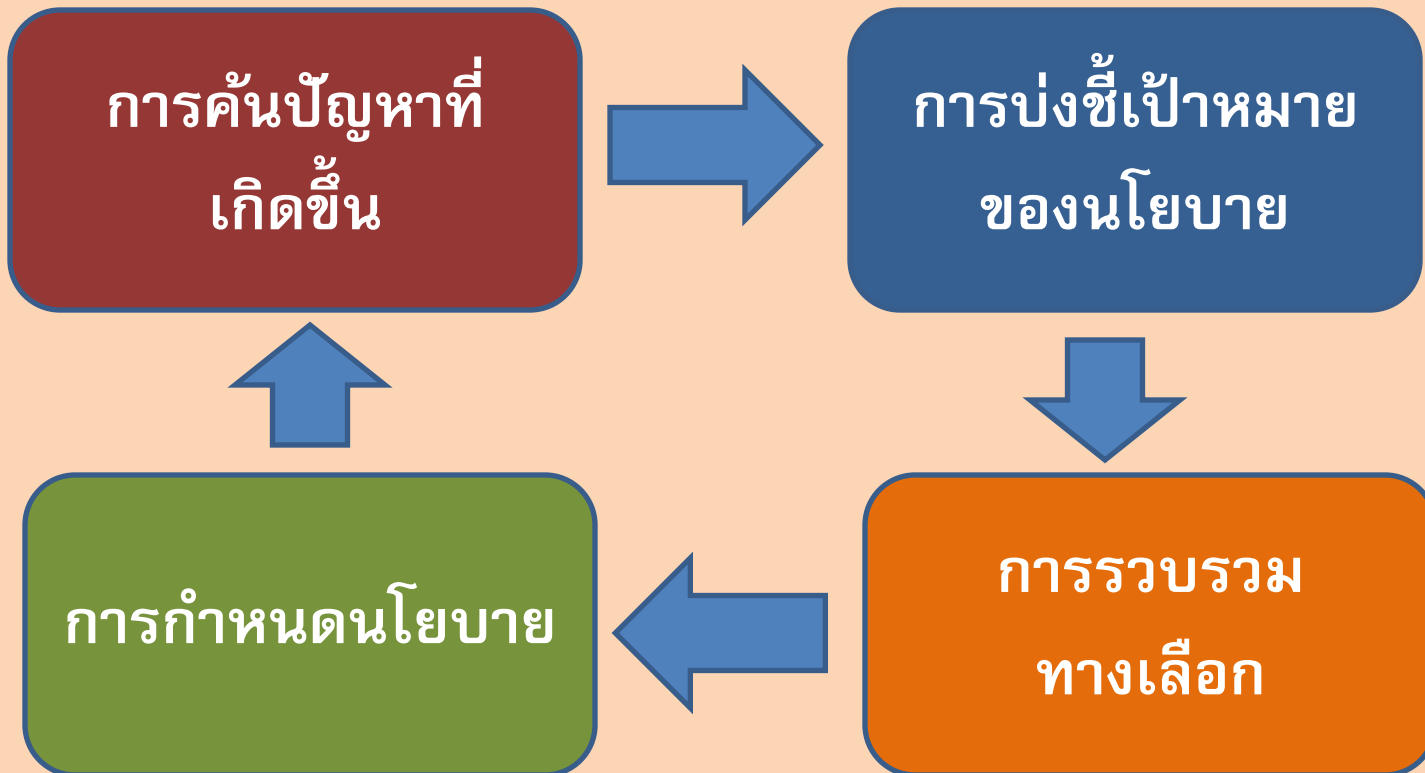 การค้นปัญหาที่
เกิดขึ้น
การบ่งชี้เป้าหมาย
ของนโยบาย
การกำหนดนโยบาย
การรวบรวม
ทางเลือก